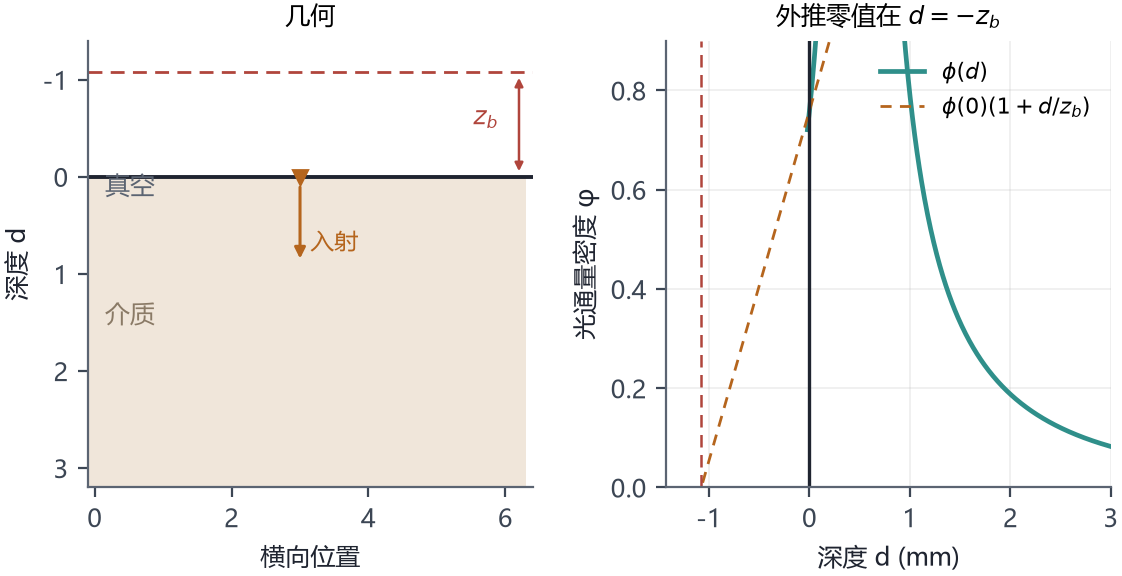 几何
-1
0
1
2
3
深度 d
z_b
真空
入射
介质
0
2
4
6
横向位置
外推零值在 d = −z_b
ϕ(d)
ϕ(0)(1 + d/z_b)
0.8
0.6
0.4
0.2
0.0
光通量密度 φ
-1
0
1
2
3
深度 d (mm)